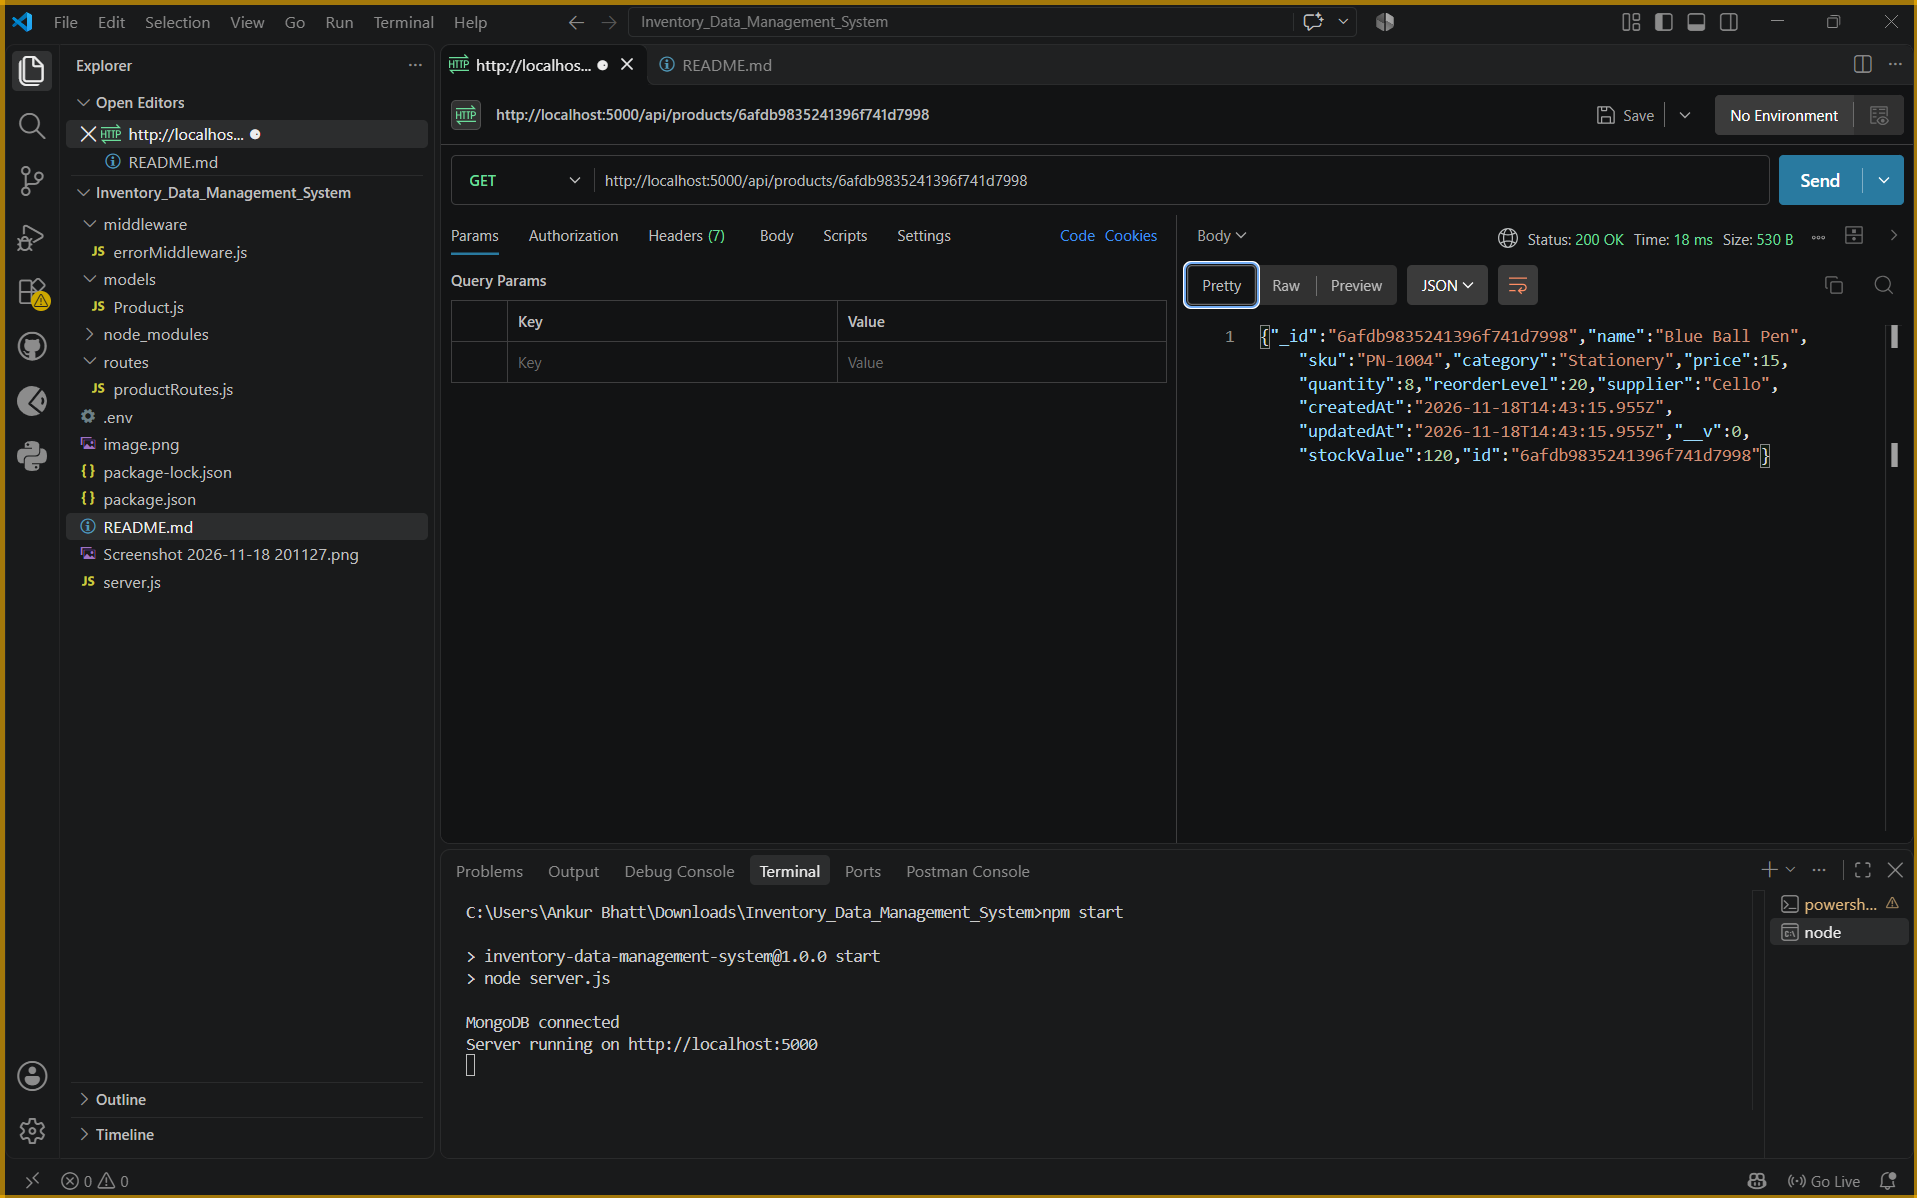 File Edit Selection View Go Run Terminal Help
Inventory_Data_Management_System
Explorer
Open Editors
HTTP http://localhos...
README.md
Inventory_Data_Management_System
middleware
JS errorMiddleware.js
models
JS Product.js
node_modules
routes
JS productRoutes.js
.env
image.png
{} package-lock.json
{} package.json
README.md
Screenshot 2026-11-18 201127.png
JS server.js
Outline
Timeline
HTTP http://localhos...
README.md
HTTP http://localhost:5000/api/products/6afdb9835241396f741d7998
Save
No Environment
GET
http://localhost:5000/api/products/6afdb9835241396f741d7998
Send
Params Authorization Headers (7) Body Scripts Settings Code Cookies
Query Params
Key Value
Key Value
Body
Status: 200 OK Time: 18 ms Size: 530 B
Pretty Raw Preview JSON
1 {"_id":"6afdb9835241396f741d7998","name":"Blue Ball Pen",
"sku":"PN-1004","category":"Stationery","price":15,
"quantity":8,"reorderLevel":20,"supplier":"Cello",
"createdAt":"2026-11-18T14:43:15.955Z",
"updatedAt":"2026-11-18T14:43:15.955Z","__v":0,
"stockValue":120,"id":"6afdb9835241396f741d7998"}
Problems Output Debug Console Terminal Ports Postman Console
C:\Users\Ankur Bhatt\Downloads\Inventory_Data_Management_System>npm start
> inventory-data-management-system@1.0.0 start
> node server.js
MongoDB connected
Server running on http://localhost:5000
powersh...
node
0 0
Go Live